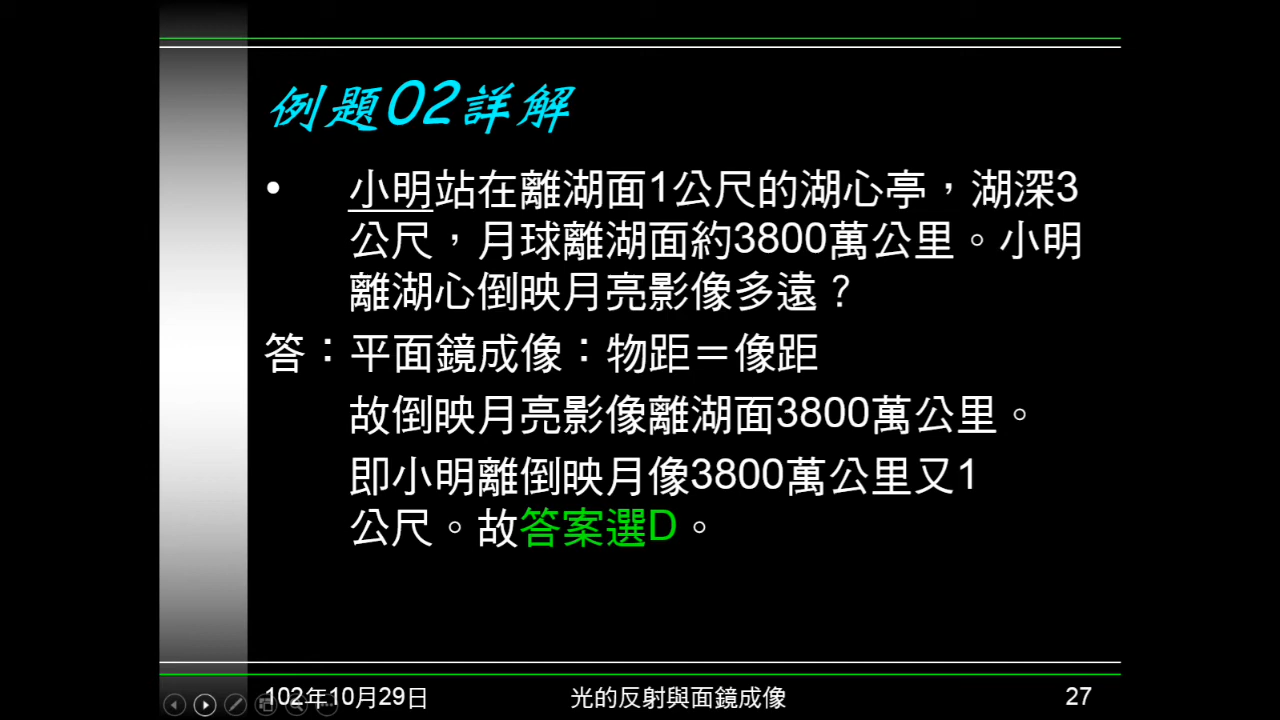 例題02詳解
• 小明站在離湖面1公尺的湖心亭，湖深3
公尺，月球離湖面約3800萬公里。小明
離湖心倒映月亮影像多遠？
答：平面鏡成像：物距＝像距
故倒映月亮影像離湖面3800萬公里。
即小明離倒映月像3800萬公里又1
公尺。故答案選D。
102年10月29日 光的反射與面鏡成像 27